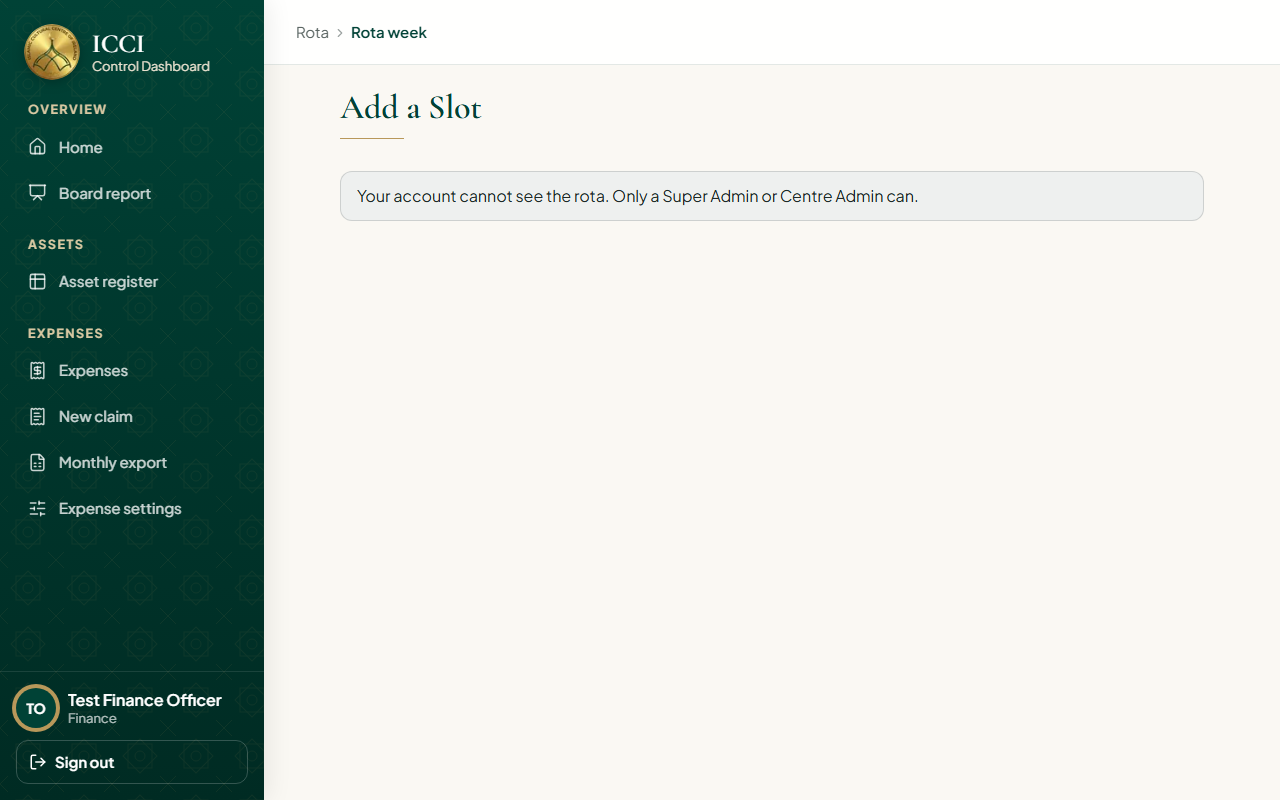 ICCI
Control Dashboard
OVERVIEW
Home
Board report
ASSETS
Asset register
EXPENSES
Expenses
New claim
Monthly export
Expense settings
TO
Test Finance Officer
Finance
Sign out
Rota
Rota week
Add a Slot
Your account cannot see the rota. Only a Super Admin or Centre Admin can.